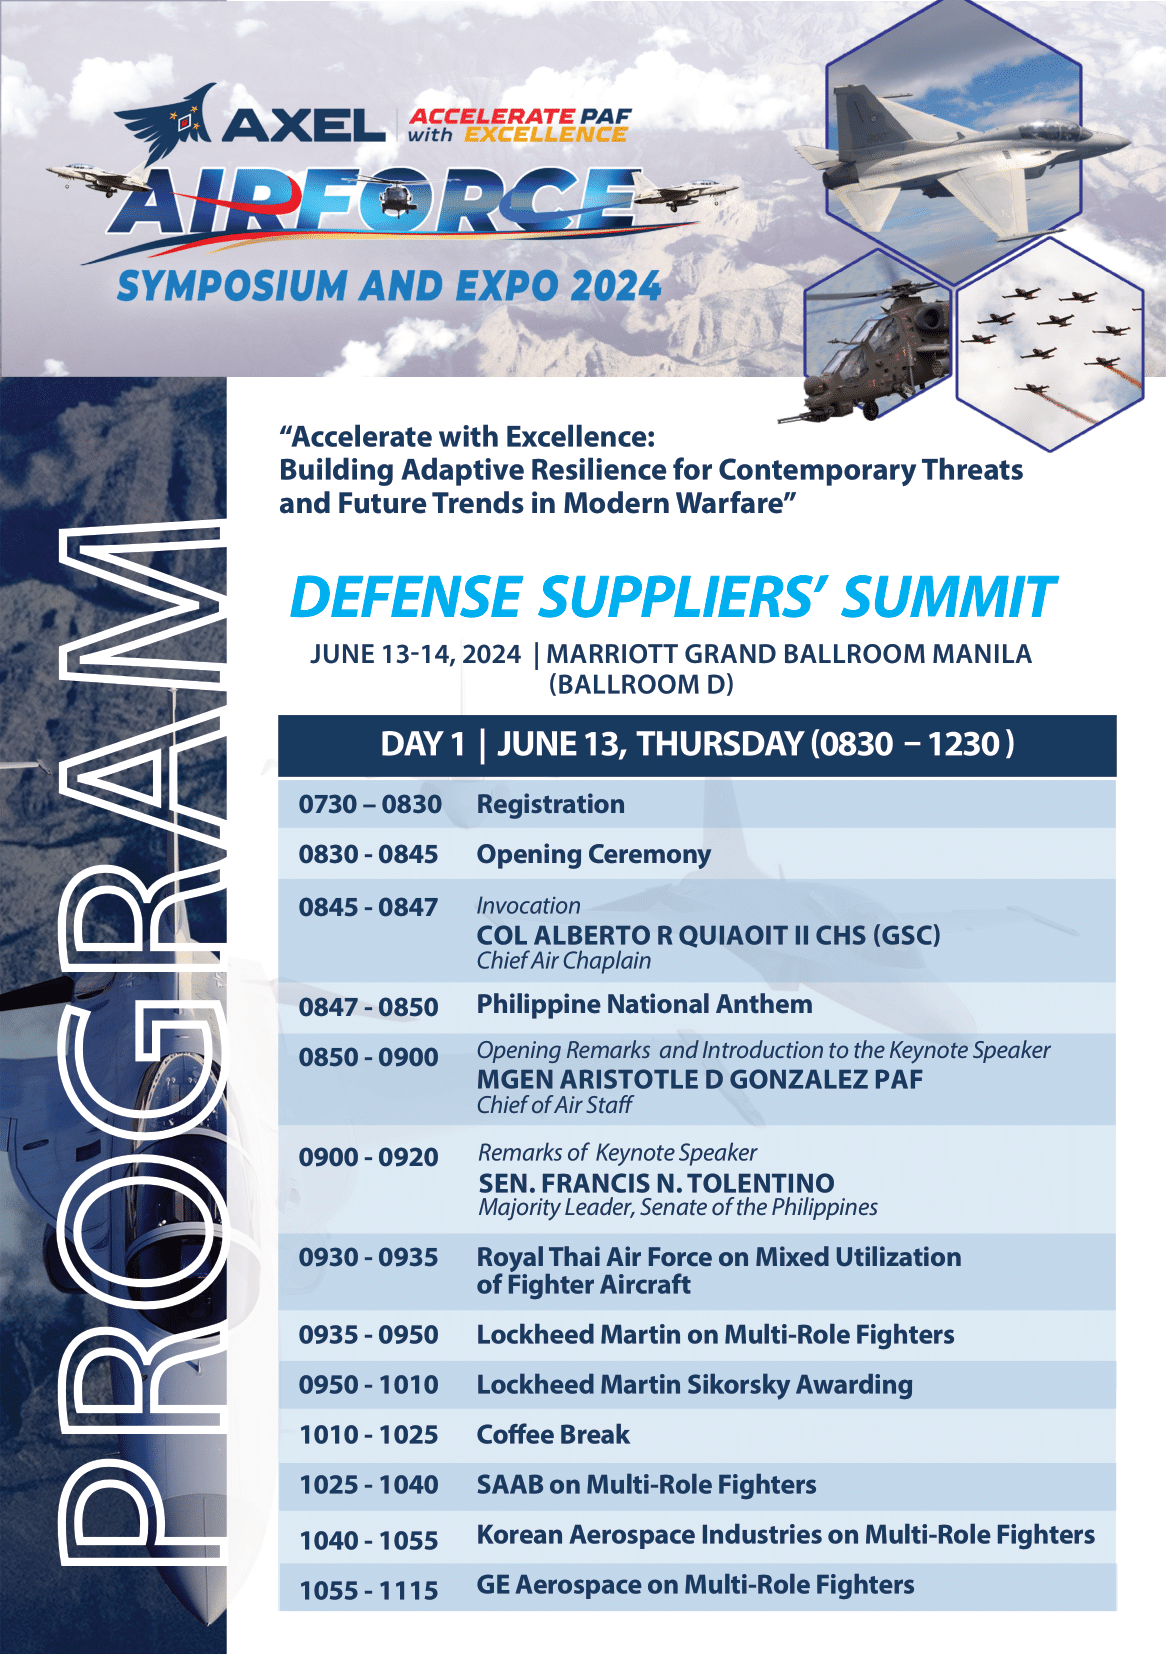 AXEL
ACCELERATE PAF
with EXCELLENCE
AIRFORCE
SYMPOSIUM AND EXPO 2024
“Accelerate with Excellence:
Building Adaptive Resilience for Contemporary Threats
and Future Trends in Modern Warfare”
DEFENSE SUPPLIERS’ SUMMIT
JUNE 13-14, 2024 | MARRIOTT GRAND BALLROOM MANILA
(BALLROOM D)
PROGRAM
DAY 1 | JUNE 13, THURSDAY (0830 – 1230 )
0730 – 0830 Registration
0830 - 0845 Opening Ceremony
0845 - 0847 Invocation
COL ALBERTO R QUIAOIT II CHS (GSC)
Chief Air Chaplain
0847 - 0850 Philippine National Anthem
0850 - 0900 Opening Remarks and Introduction to the Keynote Speaker
MGEN ARISTOTLE D GONZALEZ PAF
Chief of Air Staff
0900 - 0920 Remarks of Keynote Speaker
SEN. FRANCIS N. TOLENTINO
Majority Leader, Senate of the Philippines
0930 - 0935 Royal Thai Air Force on Mixed Utilization
of Fighter Aircraft
0935 - 0950 Lockheed Martin on Multi-Role Fighters
0950 - 1010 Lockheed Martin Sikorsky Awarding
1010 - 1025 Coffee Break
1025 - 1040 SAAB on Multi-Role Fighters
1040 - 1055 Korean Aerospace Industries on Multi-Role Fighters
1055 - 1115 GE Aerospace on Multi-Role Fighters